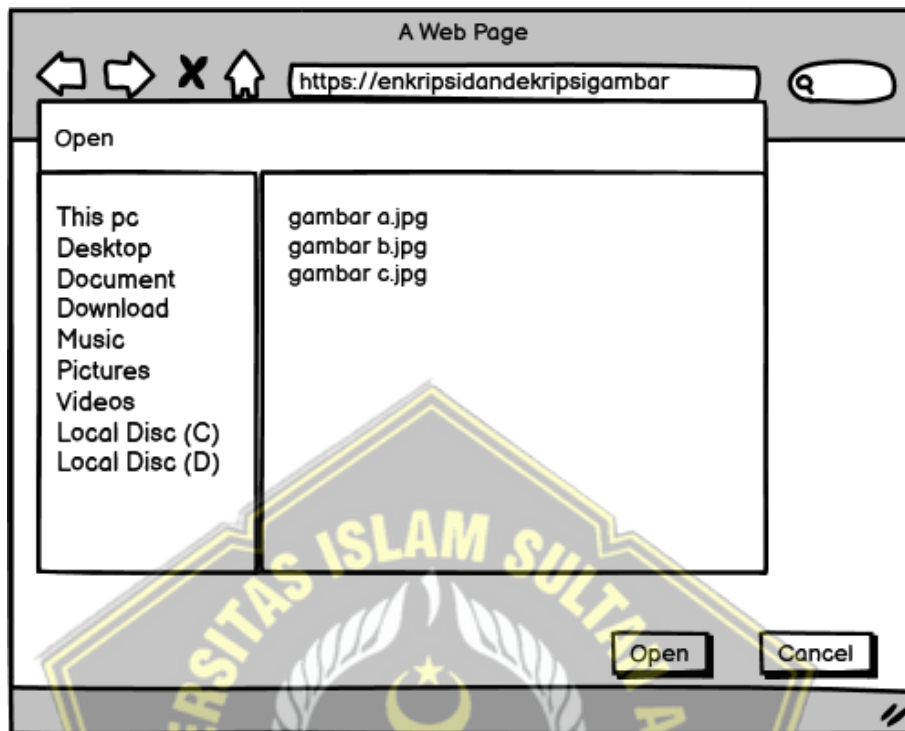 A Web Page
https://enkripsidandekripsigambar
Open
This pc
Desktop
Document
Download
Music
Pictures
Videos
Local Disc (C)
Local Disc (D)
gambar a.jpg
gambar b.jpg
gambar c.jpg
ISLAM
Open
Cancel